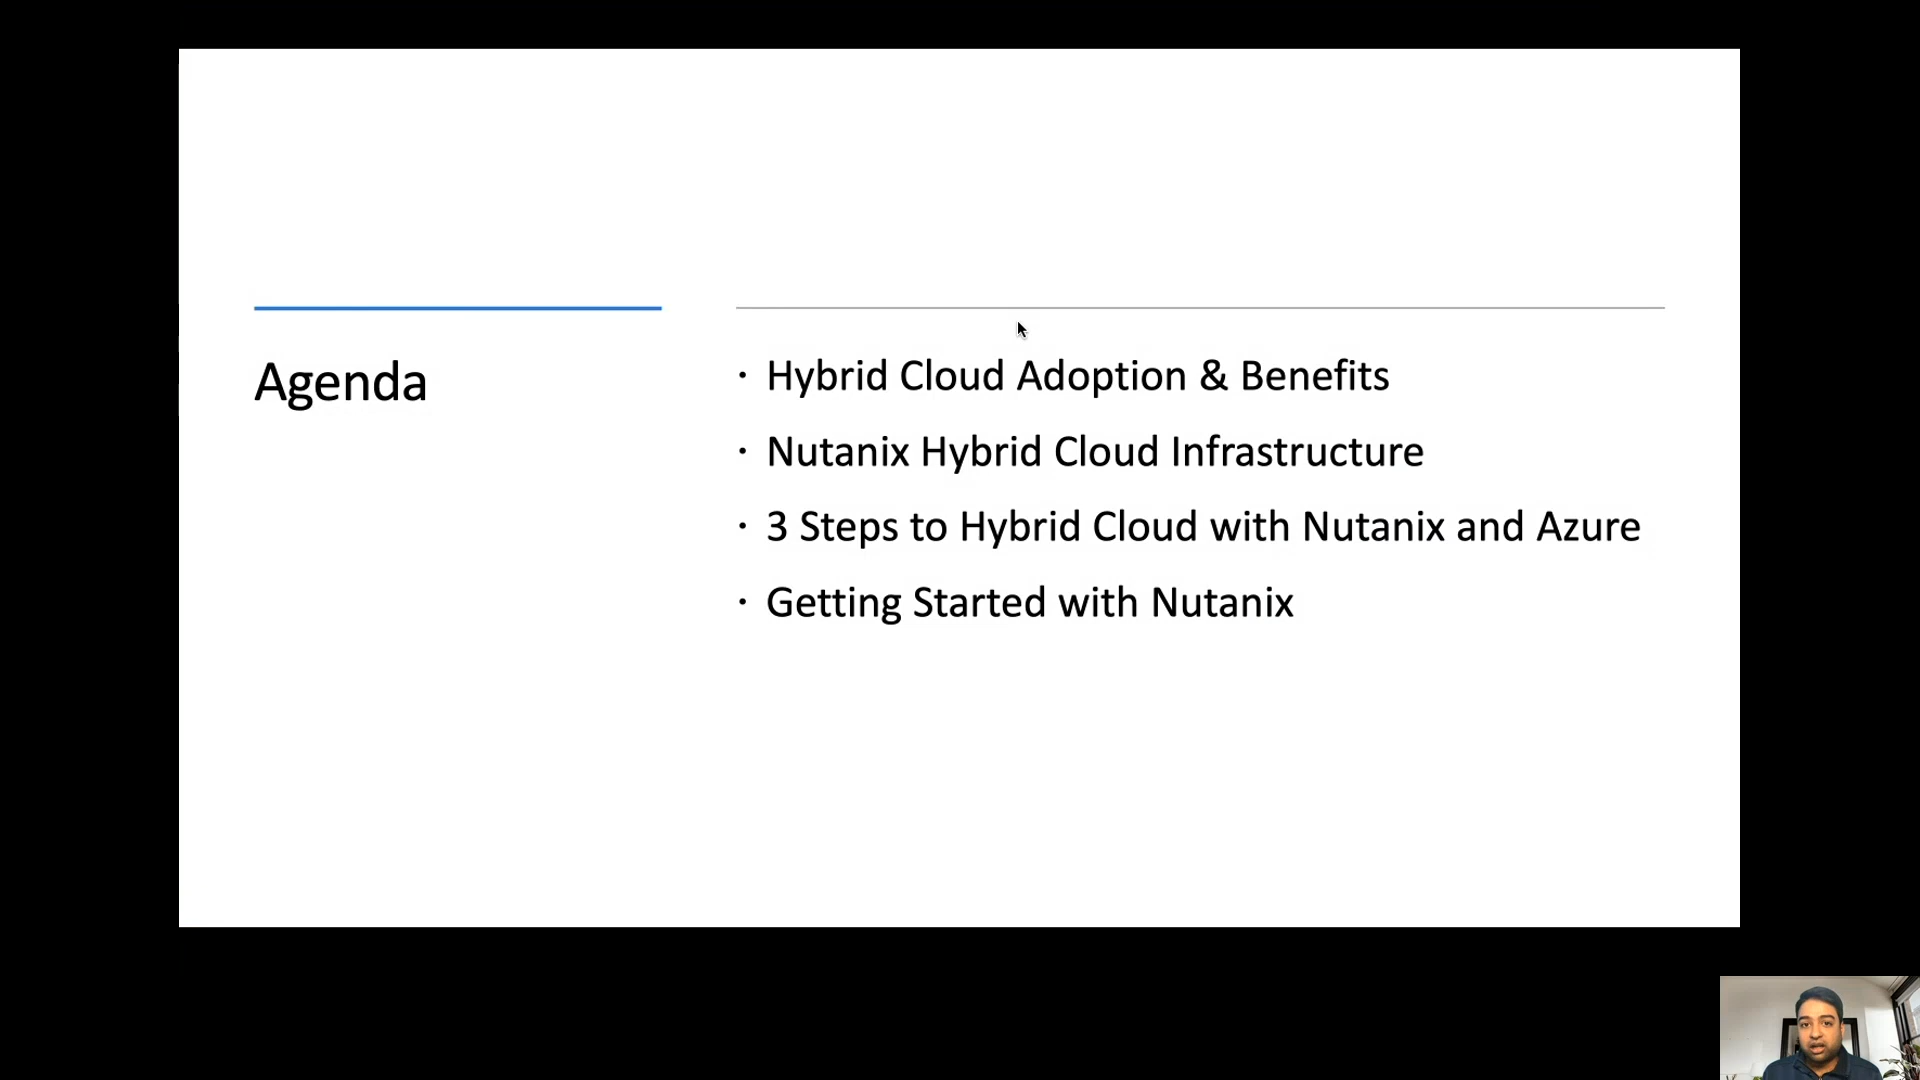 Agenda
· Hybrid Cloud Adoption & Benefits
· Nutanix Hybrid Cloud Infrastructure
· 3 Steps to Hybrid Cloud with Nutanix and Azure
· Getting Started with Nutanix